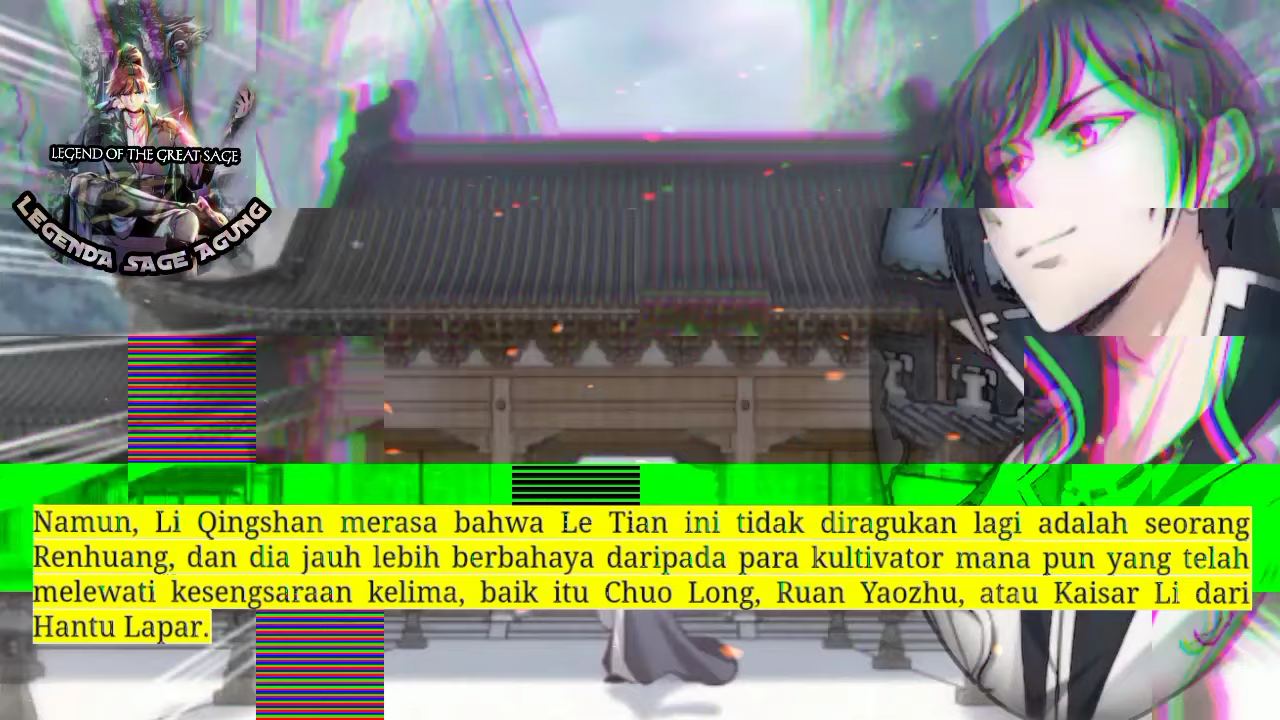 LEGEND OF THE GREAT SAGE
LEGENDA SAGE AGUNG
Namun, Li Qingshan merasa bahwa Le Tian ini tidak diragukan lagi adalah seorang
Renhuang, dan dia jauh lebih berbahaya daripada para kultivator mana pun yang telah
melewati kesengsaraan kelima, baik itu Chuo Long, Ruan Yaozhu, atau Kaisar Li dari
Hantu Lapar.